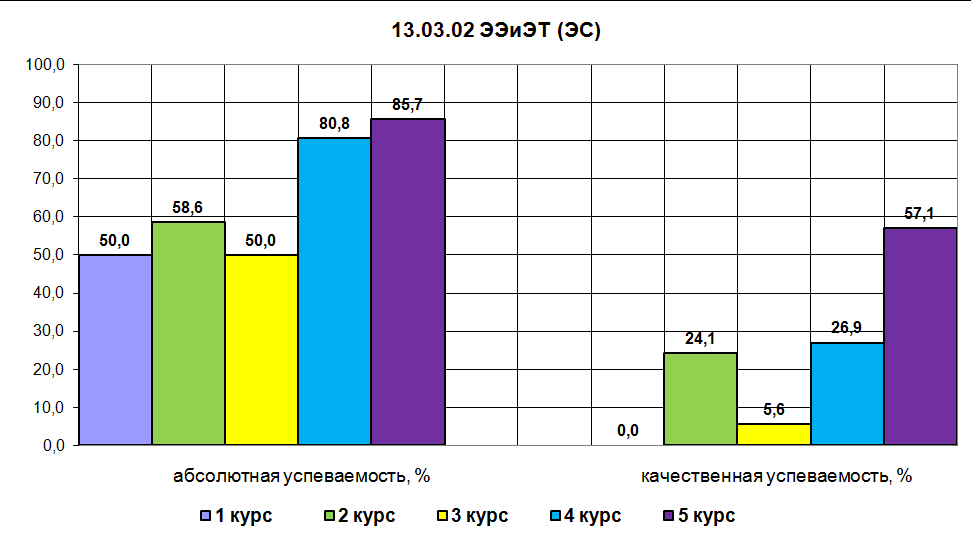 13.03.02 ЭЭиЭТ (ЭС)
100,0
90,0
80,0
70,0
60,0
50,0
40,0
30,0
20,0
10,0
0,0
50,0
58,6
50,0
80,8
85,7
0,0
24,1
5,6
26,9
57,1
абсолютная успеваемость, %
качественная успеваемость, %
1 курс
2 курс
3 курс
4 курс
5 курс